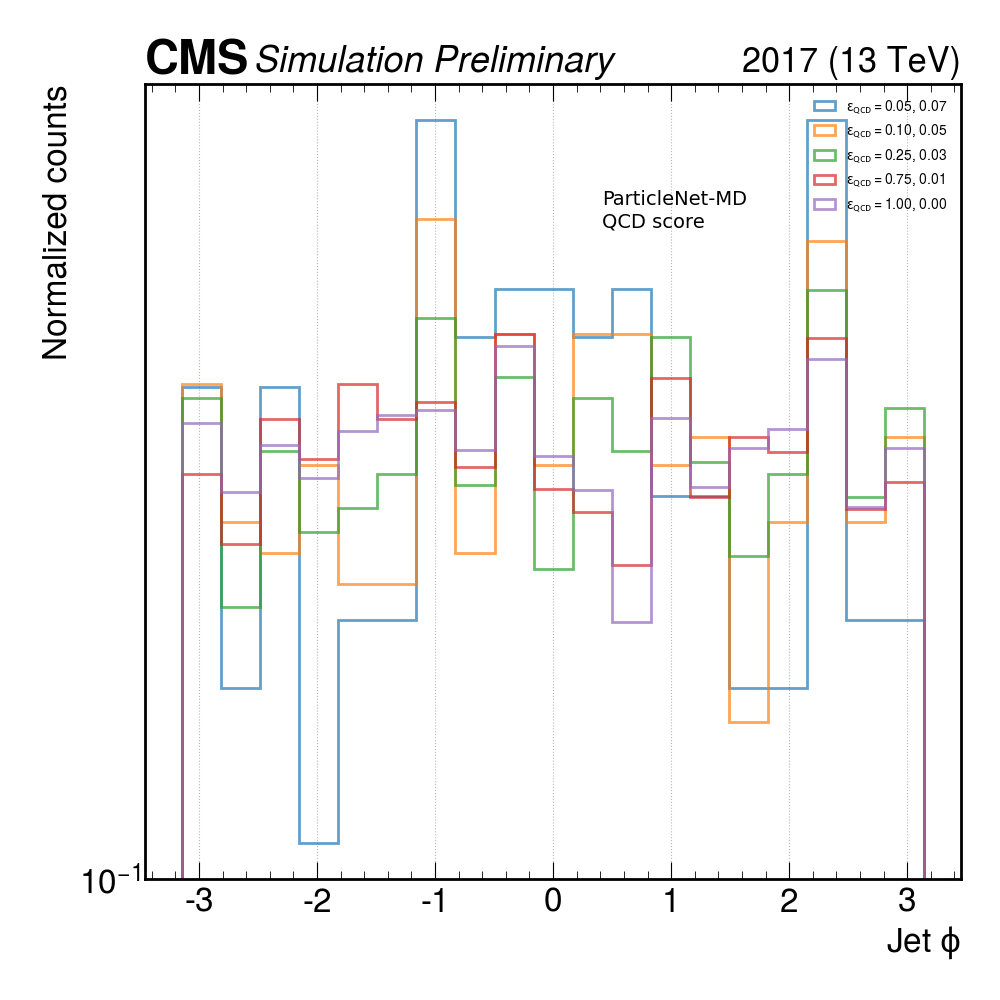 CMS Simulation Preliminary 2017 (13 TeV)
Normalized counts
ε_QCD = 0.05, 0.07
ε_QCD = 0.10, 0.05
ε_QCD = 0.25, 0.03
ε_QCD = 0.75, 0.01
ε_QCD = 1.00, 0.00
ParticleNet-MD
QCD score
10⁻¹
-3 -2 -1 0 1 2 3
Jet ϕ